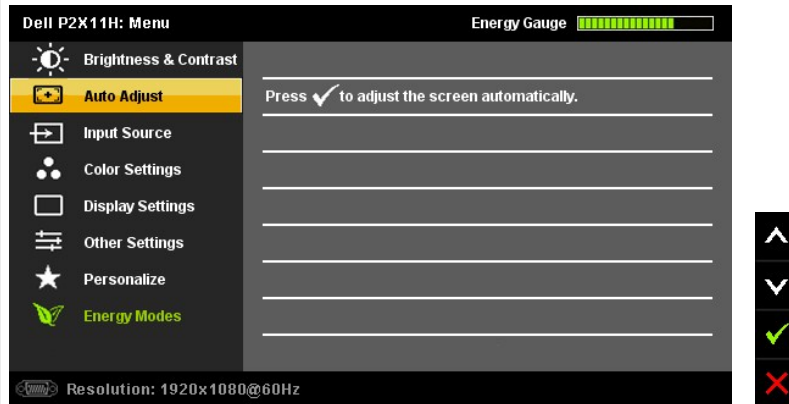 Dell P2X11H: Menu
Energy Gauge
Brightness & Contrast
Auto Adjust
Press ✓ to adjust the screen automatically.
Input Source
Color Settings
Display Settings
Other Settings
Personalize
Energy Modes
Resolution: 1920x1080@60Hz